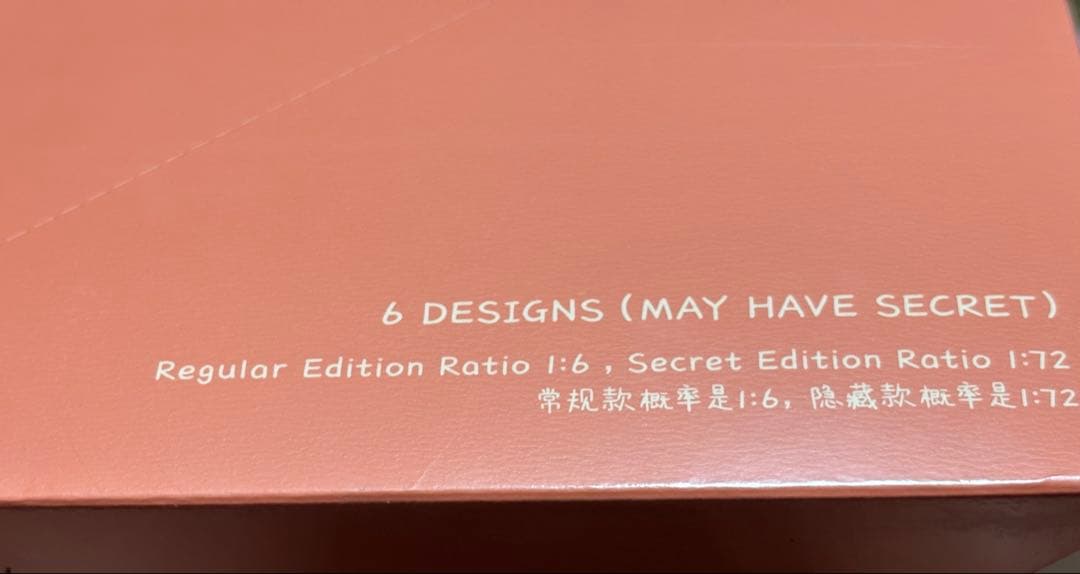 6 DESIGNS (MAY HAVE SECRET)
Regular Edition Ratio 1:6 , Secret Edition Ratio 1:72
常规款概率是1:6, 隐藏款概率是1:72